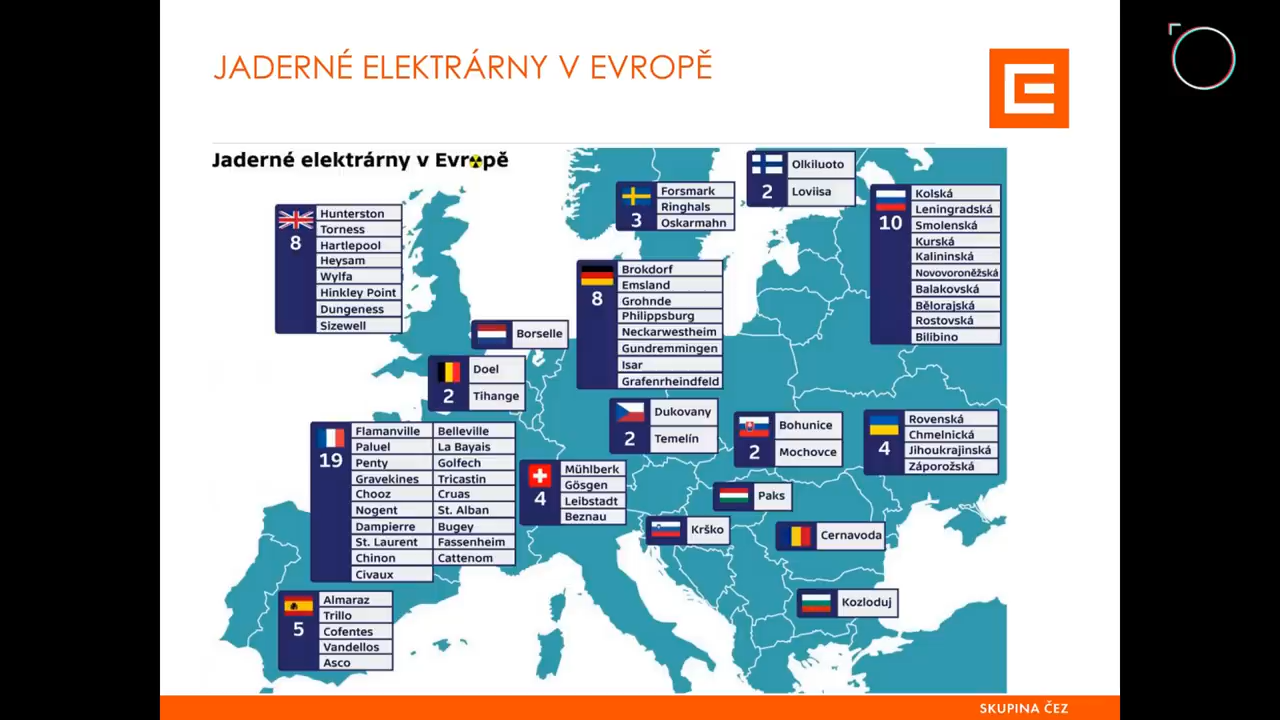 JADERNÉ ELEKTRÁRNY V EVROPĚ
Jaderné elektrárny v Evropě
8
Hunterston
Torness
Hartlepool
Heysam
Wylfa
Hinkley Point
Dungeness
Sizewell
3
Forsmark
Ringhals
Oskarmahn
2
Olkiluoto
Loviisa
10
Kolská
Leningradská
Smolenská
Kurská
Kalininská
Novovoroněžská
Balakovská
Bělorajská
Rostovská
Bilibino
8
Brokdorf
Emsland
Grohnde
Philippsburg
Neckarwestheim
Gundremmingen
Isar
Grafenrheindfeld
Borselle
2
Doel
Tihange
2
Dukovany
Temelín
2
Bohunice
Mochovce
4
Rovenská
Chmelnická
Jihoukrajinská
Záporožská
19
Flamanville
Paluel
Penty
Gravekines
Chooz
Nogent
Dampierre
St. Laurent
Chinon
Civaux
Belleville
La Bayais
Golfech
Tricastin
Cruas
St. Alban
Bugey
Fassenheim
Cattenom
4
Mühlberk
Gösgen
Leibstadt
Beznau
Paks
Krško
Cernavoda
Kozloduj
5
Almaraz
Trillo
Cofentes
Vandellos
Asco
SKUPINA ČEZ